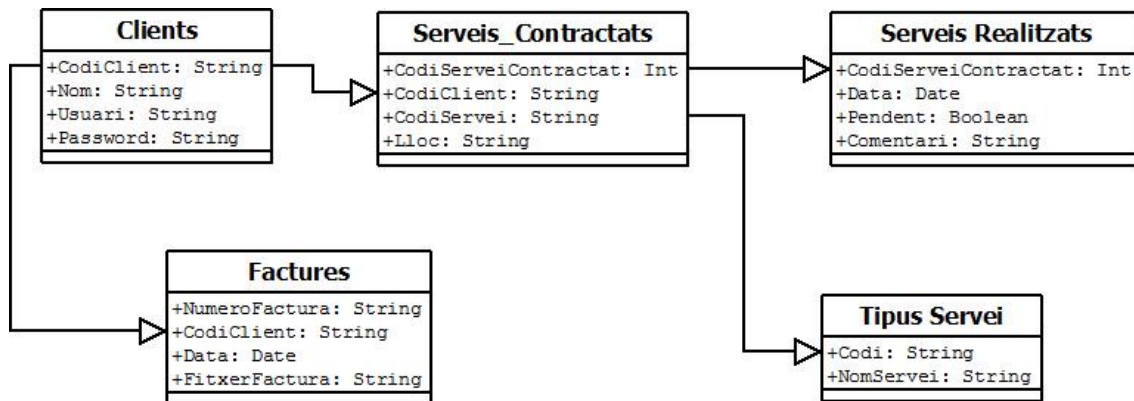 Clients
+CodiClient: String
+Nom: String
+Usuari: String
+Password: String
Serveis_Contractats
+CodiServeiContractat: Int
+CodiClient: String
+CodiServei: String
+Lloc: String
Serveis Realitzats
+CodiServeiContractat: Int
+Data: Date
+Pendent: Boolean
+Comentari: String
Factures
+NumeroFactura: String
+CodiClient: String
+Data: Date
+FitxerFactura: String
Tipus Servei
+Codi: String
+NomServei: String